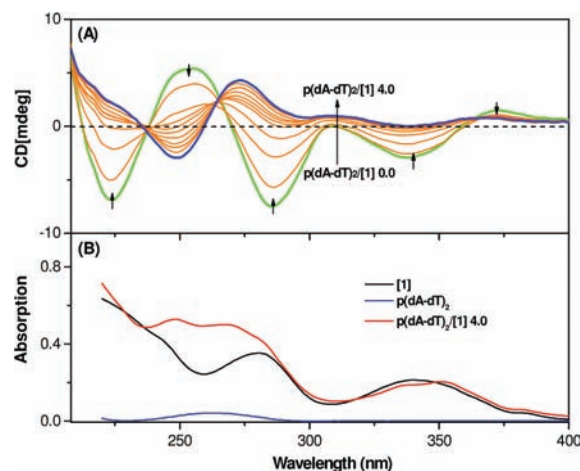 (A)
10
0
-10
CD[mdeg]
p(dA-dT)2/[1] 4.0
p(dA-dT)2/[1] 0.0
(B)
0.8
0.4
0.0
Absorption
[1]
p(dA-dT)2
p(dA-dT)2/[1] 4.0
250
300
350
400
Wavelength (nm)